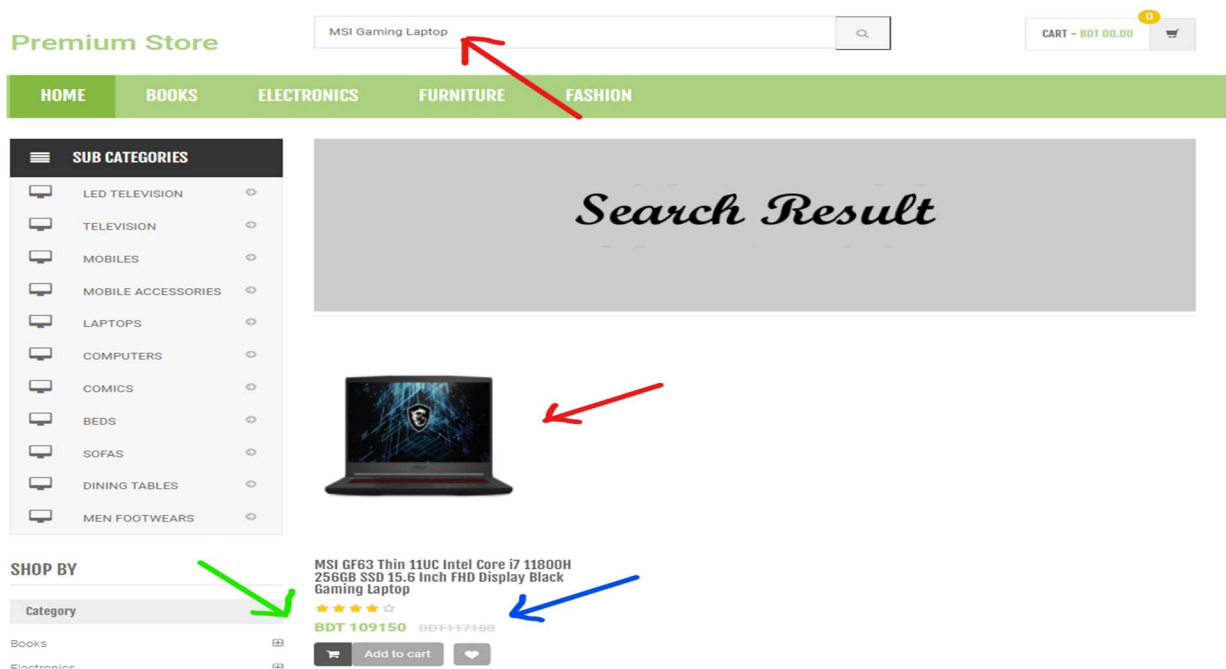 Premium Store
MSI Gaming Laptop
0
CART - BDT 00.00
HOME BOOKS ELECTRONICS FURNITURE FASHION
SUB CATEGORIES
LED TELEVISION
TELEVISION
MOBILES
MOBILE ACCESSORIES
LAPTOPS
COMPUTERS
COMICS
BEDS
SOFAS
DINING TABLES
MEN FOOTWEARS
SHOP BY
Category
Books
Electronics
Search Result
MSI GF63 Thin 11UC Intel Core i7 11800H
256GB SSD 15.6 Inch FHD Display Black
Gaming Laptop
BDT 109150
Add to cart